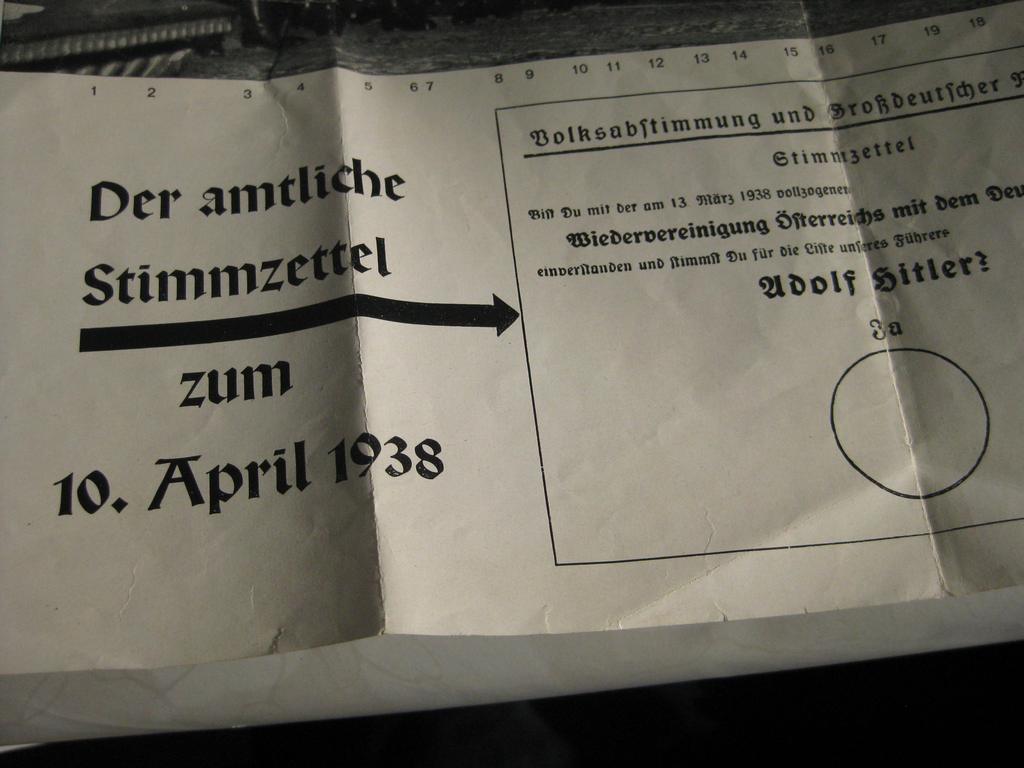 1 2 3 4 5 6 7 8 9 10 11 12 13 14 15 16 17 18 19
Der amtliche
Stimmzettel
zum
10. April 1938
Volksabstimmung und Großdeutscher
Stimmzettel
Bist Du mit der am 13. März 1938 vollzogenen
Wiedervereinigung Österreichs mit dem Deu
einverstanden und stimmst Du für die Liste unseres Führers
Adolf Hitler?
Ja